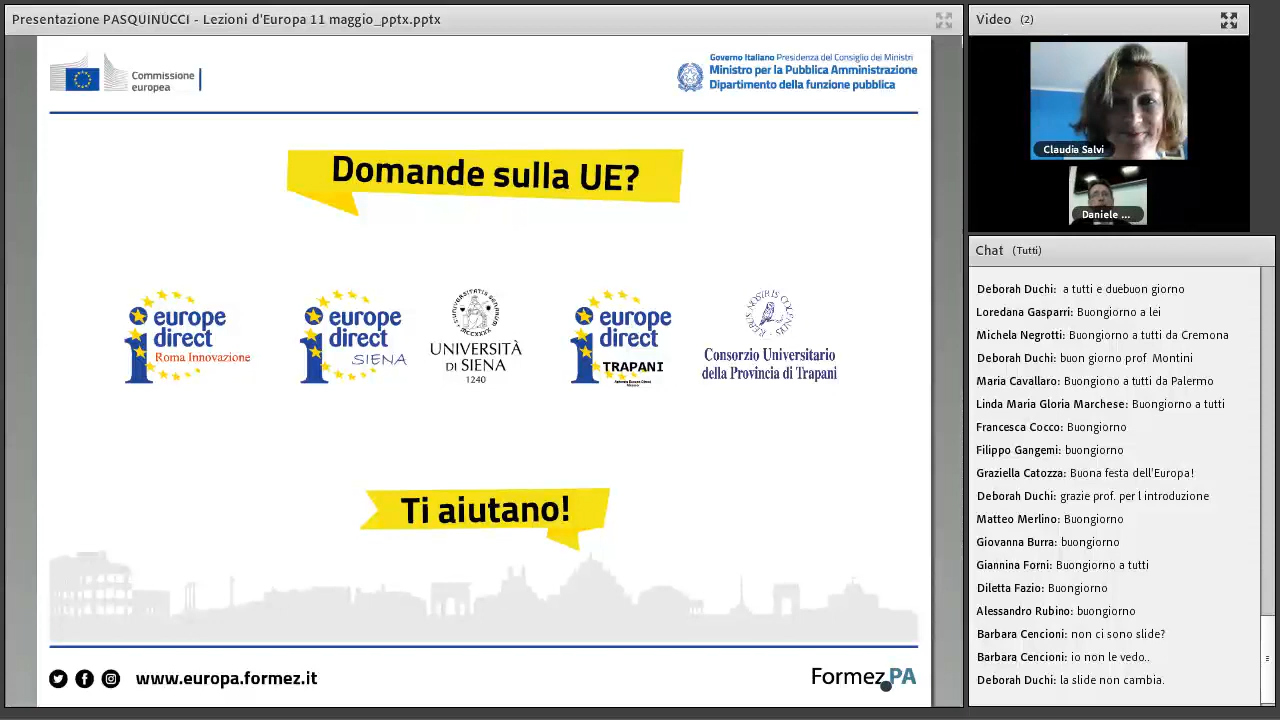 Presentazione PASQUINUCCI - Lezioni d'Europa 11 maggio_pptx.pptx
Commissione
europea
Governo Italiano Presidenza del Consiglio dei Ministri
Ministro per la Pubblica Amministrazione
Dipartimento della funzione pubblica
Domande sulla UE?
europe
direct
Roma Innovazione
europe
direct
SIENA
UNIVERSITÀ
DI SIENA
1240
europe
direct
TRAPANI
Consorzio Universitario
della Provincia di Trapani
Ti aiutano!
www.europa.formez.it
FormezPA
Video (2)
Claudia Salvi
Daniele ...
Chat (Tutti)
Deborah Duchi: a tutti e duebuon giorno
Loredana Gasparri: Buongiorno a lei
Michela Negrotti: Buongiorno a tutti da Cremona
Deborah Duchi: buon giorno prof Montini
Maria Cavallaro: Buongiono a tutti da Palermo
Linda Maria Gloria Marchese: Buongiorno a tutti
Francesca Cocco: Buongiorno
Filippo Gangemi: buongiorno
Graziella Catozza: Buona festa dell'Europa!
Deborah Duchi: grazie prof. per l introduzione
Matteo Merlino: Buongiorno
Giovanna Burra: buongiorno
Giannina Forni: Buongiorno a tutti
Diletta Fazio: Buongiorno
Alessandro Rubino: buongiorno
Barbara Cencioni: non ci sono slide?
Barbara Cencioni: io non le vedo..
Deborah Duchi: la slide non cambia.